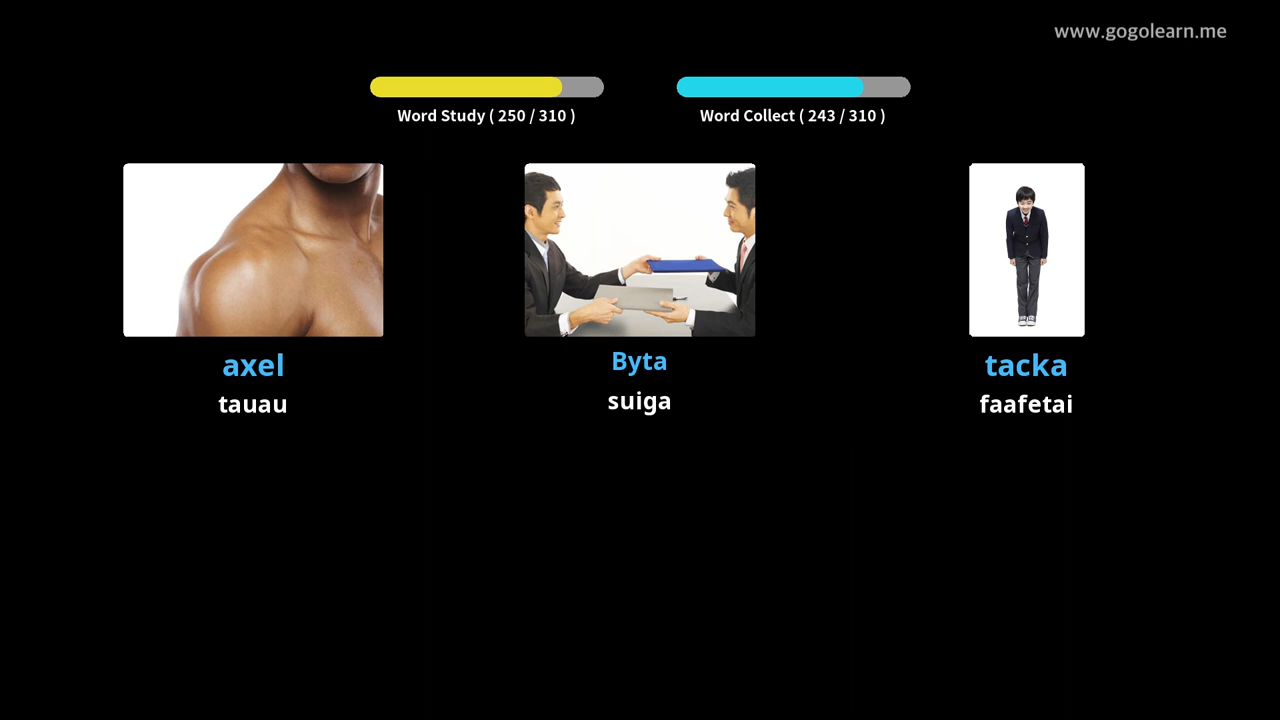 www.gogolearn.me
Word Study ( 250 / 310 )
Word Collect ( 243 / 310 )
axel
tauau
Byta
suiga
tacka
faafetai